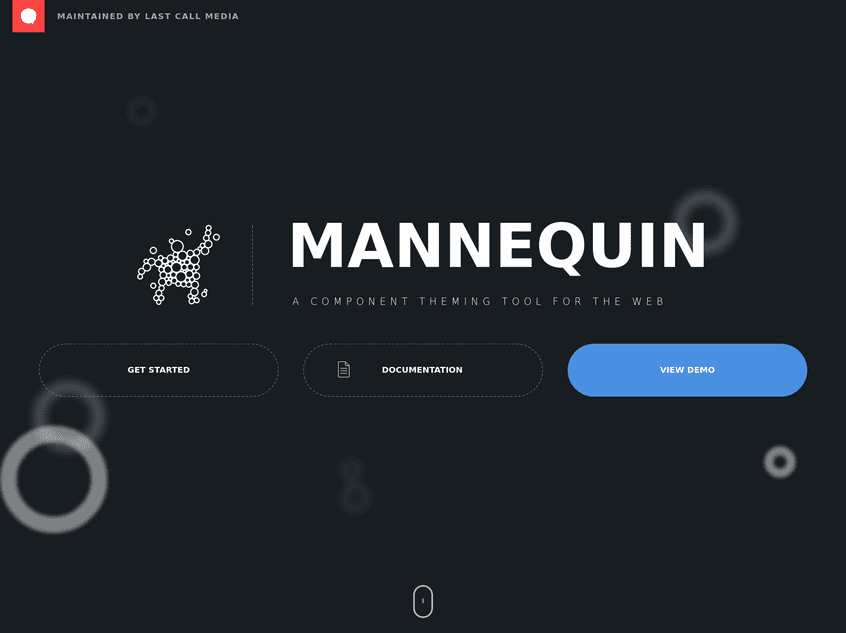 MAINTAINED BY LAST CALL MEDIA
MANNEQUIN
A COMPONENT THEMING TOOL FOR THE WEB
GET STARTED
DOCUMENTATION
VIEW DEMO